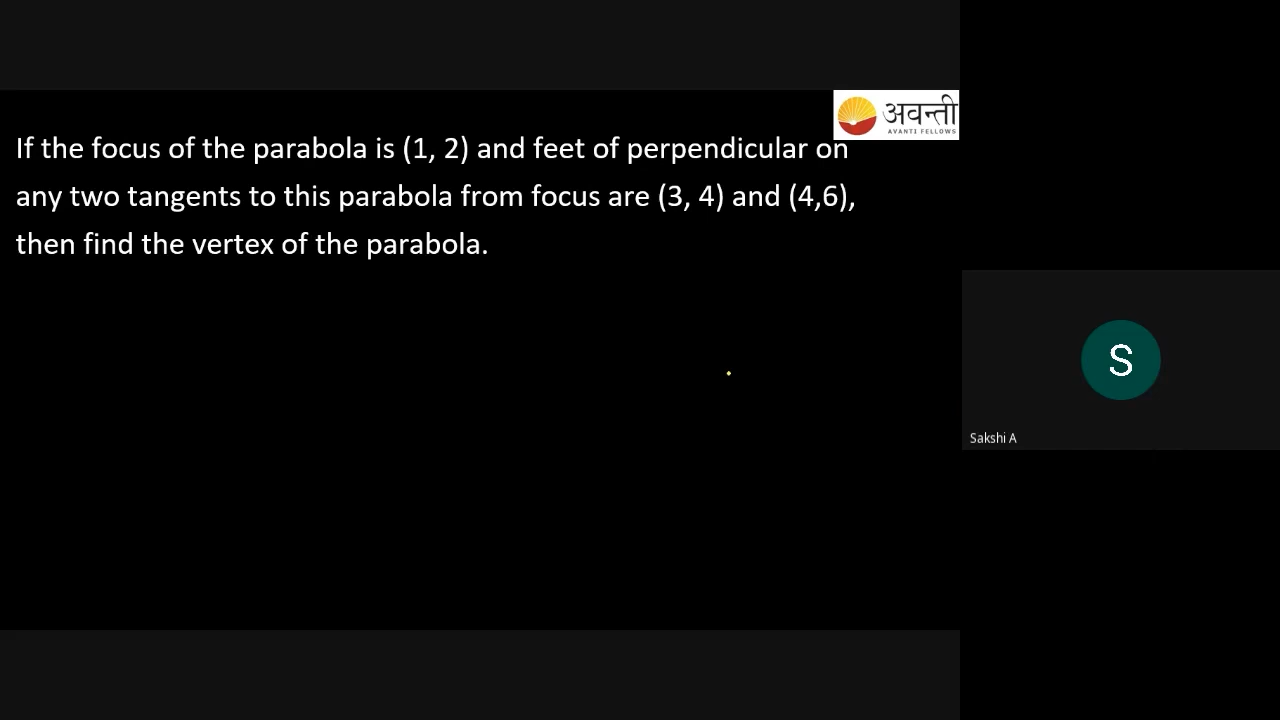 अवन्ती
AVANTI FELLOWS
If the focus of the parabola is (1, 2) and feet of perpendicular on
any two tangents to this parabola from focus are (3, 4) and (4,6),
then find the vertex of the parabola.
S
Sakshi A